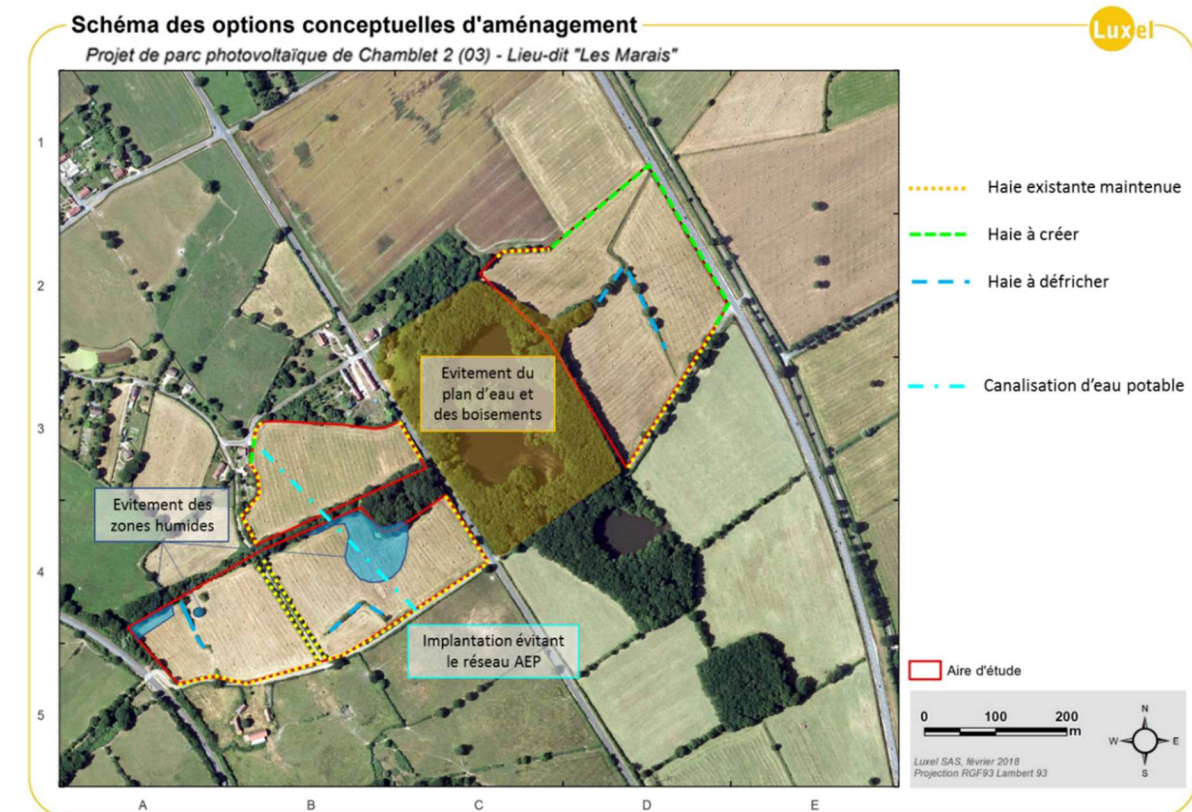 Schéma des options conceptuelles d'aménagement
Luxel
Projet de parc photovoltaïque de Chamblet 2 (03) - Lieu-dit "Les Marais"
1
2
3
4
5
A
B
C
D
E
Evitement du
plan d'eau et
des boisements
Evitement des
zones humides
Implantation évitant
le réseau AEP
Haie existante maintenue
Haie à créer
Haie à défricher
Canalisation d'eau potable
Aire d'étude
0 100 200
m
N
W E
S
Luxel SAS, février 2018
Projection RGF93 Lambert 93